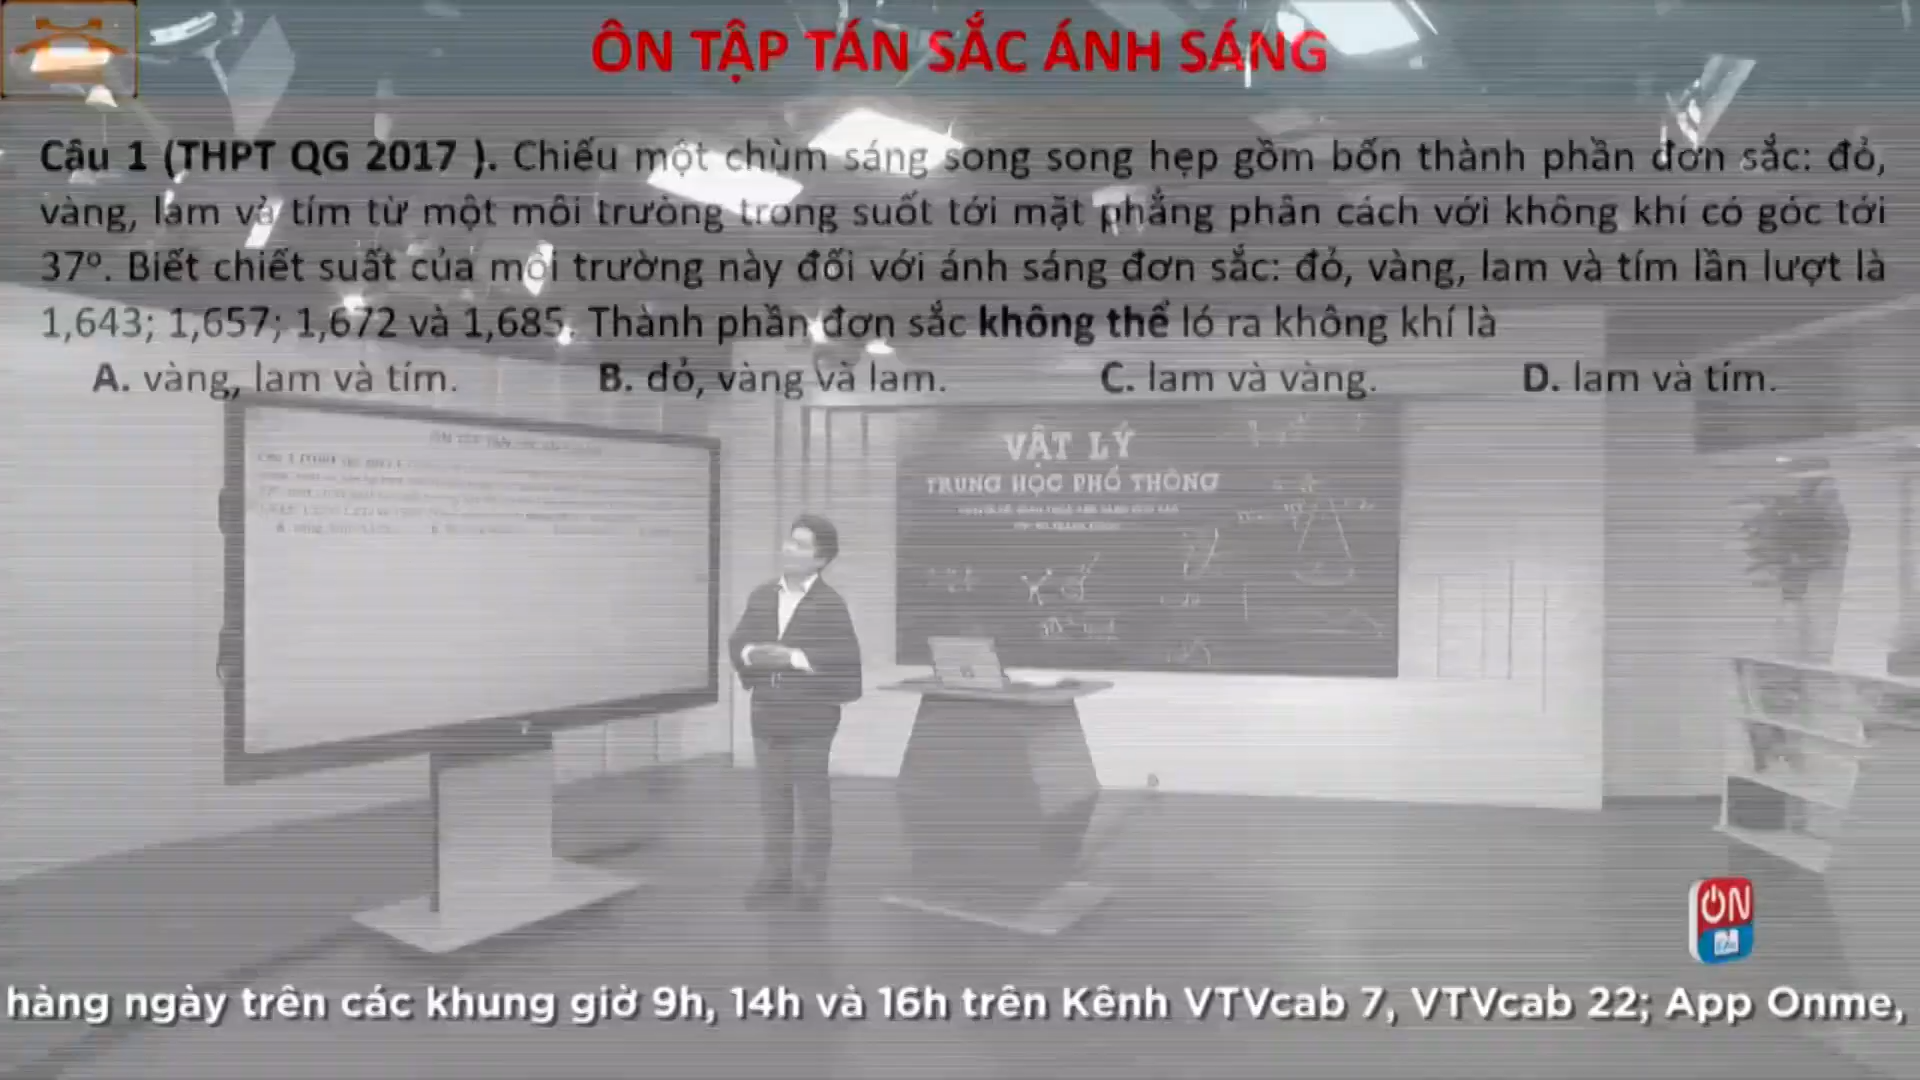 ÔN TẬP TÁN SẮC ÁNH SÁNG
Câu 1 (THPT QG 2017 ). Chiếu một chùm sáng song song hẹp gồm bốn thành phần đơn sắc: đỏ,
vàng, lam và tím từ một môi trường trong suốt tới mặt phẳng phân cách với không khí có góc tới
37º. Biết chiết suất của môi trường này đối với ánh sáng đơn sắc: đỏ, vàng, lam và tím lần lượt là
1,643; 1,657; 1,672 và 1,685. Thành phần đơn sắc không thể ló ra không khí là
A. vàng, lam và tím. B. đỏ, vàng và lam. C. lam và vàng. D. lam và tím.
VẬT LÝ
TRUNG HỌC PHỔ THÔNG
ON
hàng ngày trên các khung giờ 9h, 14h và 16h trên Kênh VTVcab 7, VTVcab 22; App Onme,